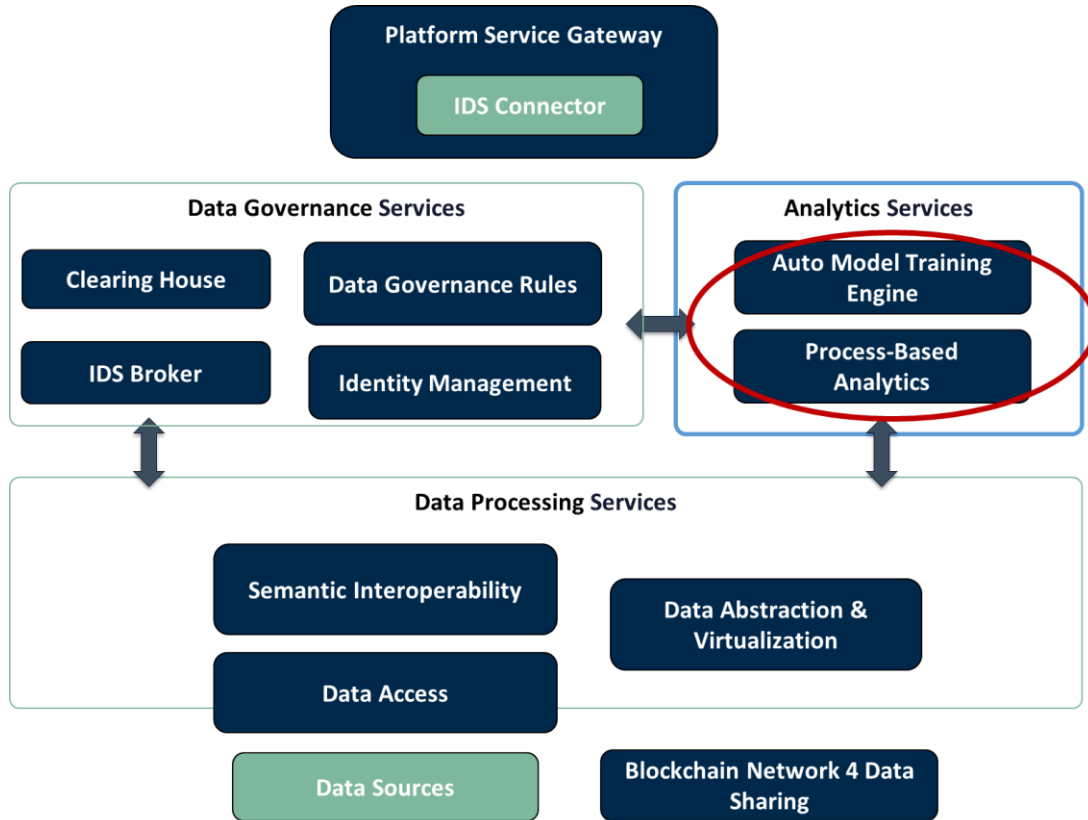 Platform Service Gateway
IDS Connector
Data Governance Services
Clearing House
Data Governance Rules
IDS Broker
Identity Management
Analytics Services
Auto Model Training
Engine
Process-Based
Analytics
Data Processing Services
Semantic Interoperability
Data Abstraction &
Virtualization
Data Access
Data Sources
Blockchain Network 4 Data
Sharing